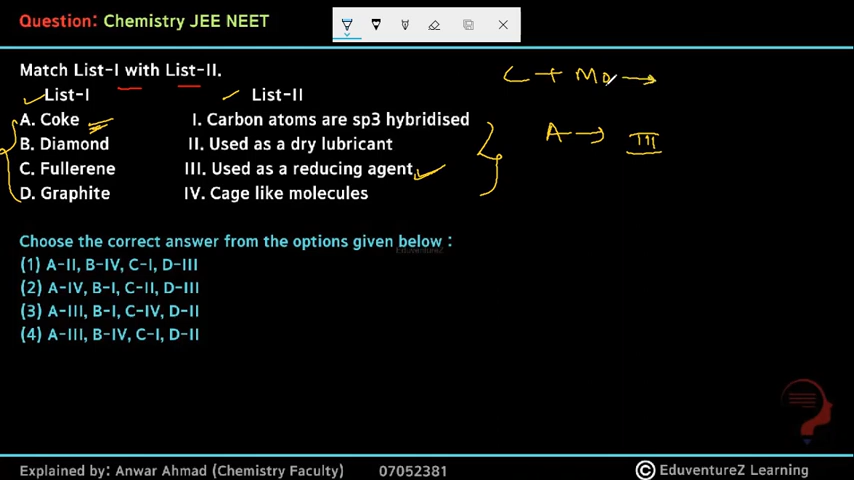 Question: Chemistry JEE NEET
Match List-I with List-II.
List-I List-II
A. Coke I. Carbon atoms are sp3 hybridised
B. Diamond II. Used as a dry lubricant
C. Fullerene III. Used as a reducing agent
D. Graphite IV. Cage like molecules
C + MO →
A → III
Choose the correct answer from the options given below :
EduventureZ
(1) A-II, B-IV, C-I, D-III
(2) A-IV, B-I, C-II, D-III
(3) A-III, B-I, C-IV, D-II
(4) A-III, B-IV, C-I, D-II
Explained by: Anwar Ahmad (Chemistry Faculty) 07052381 © EduventureZ Learning